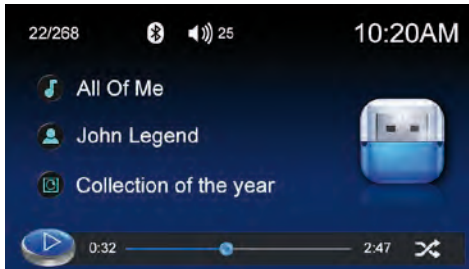 22/268 25 10:20AM
All Of Me
John Legend
Collection of the year
0:32 2:47